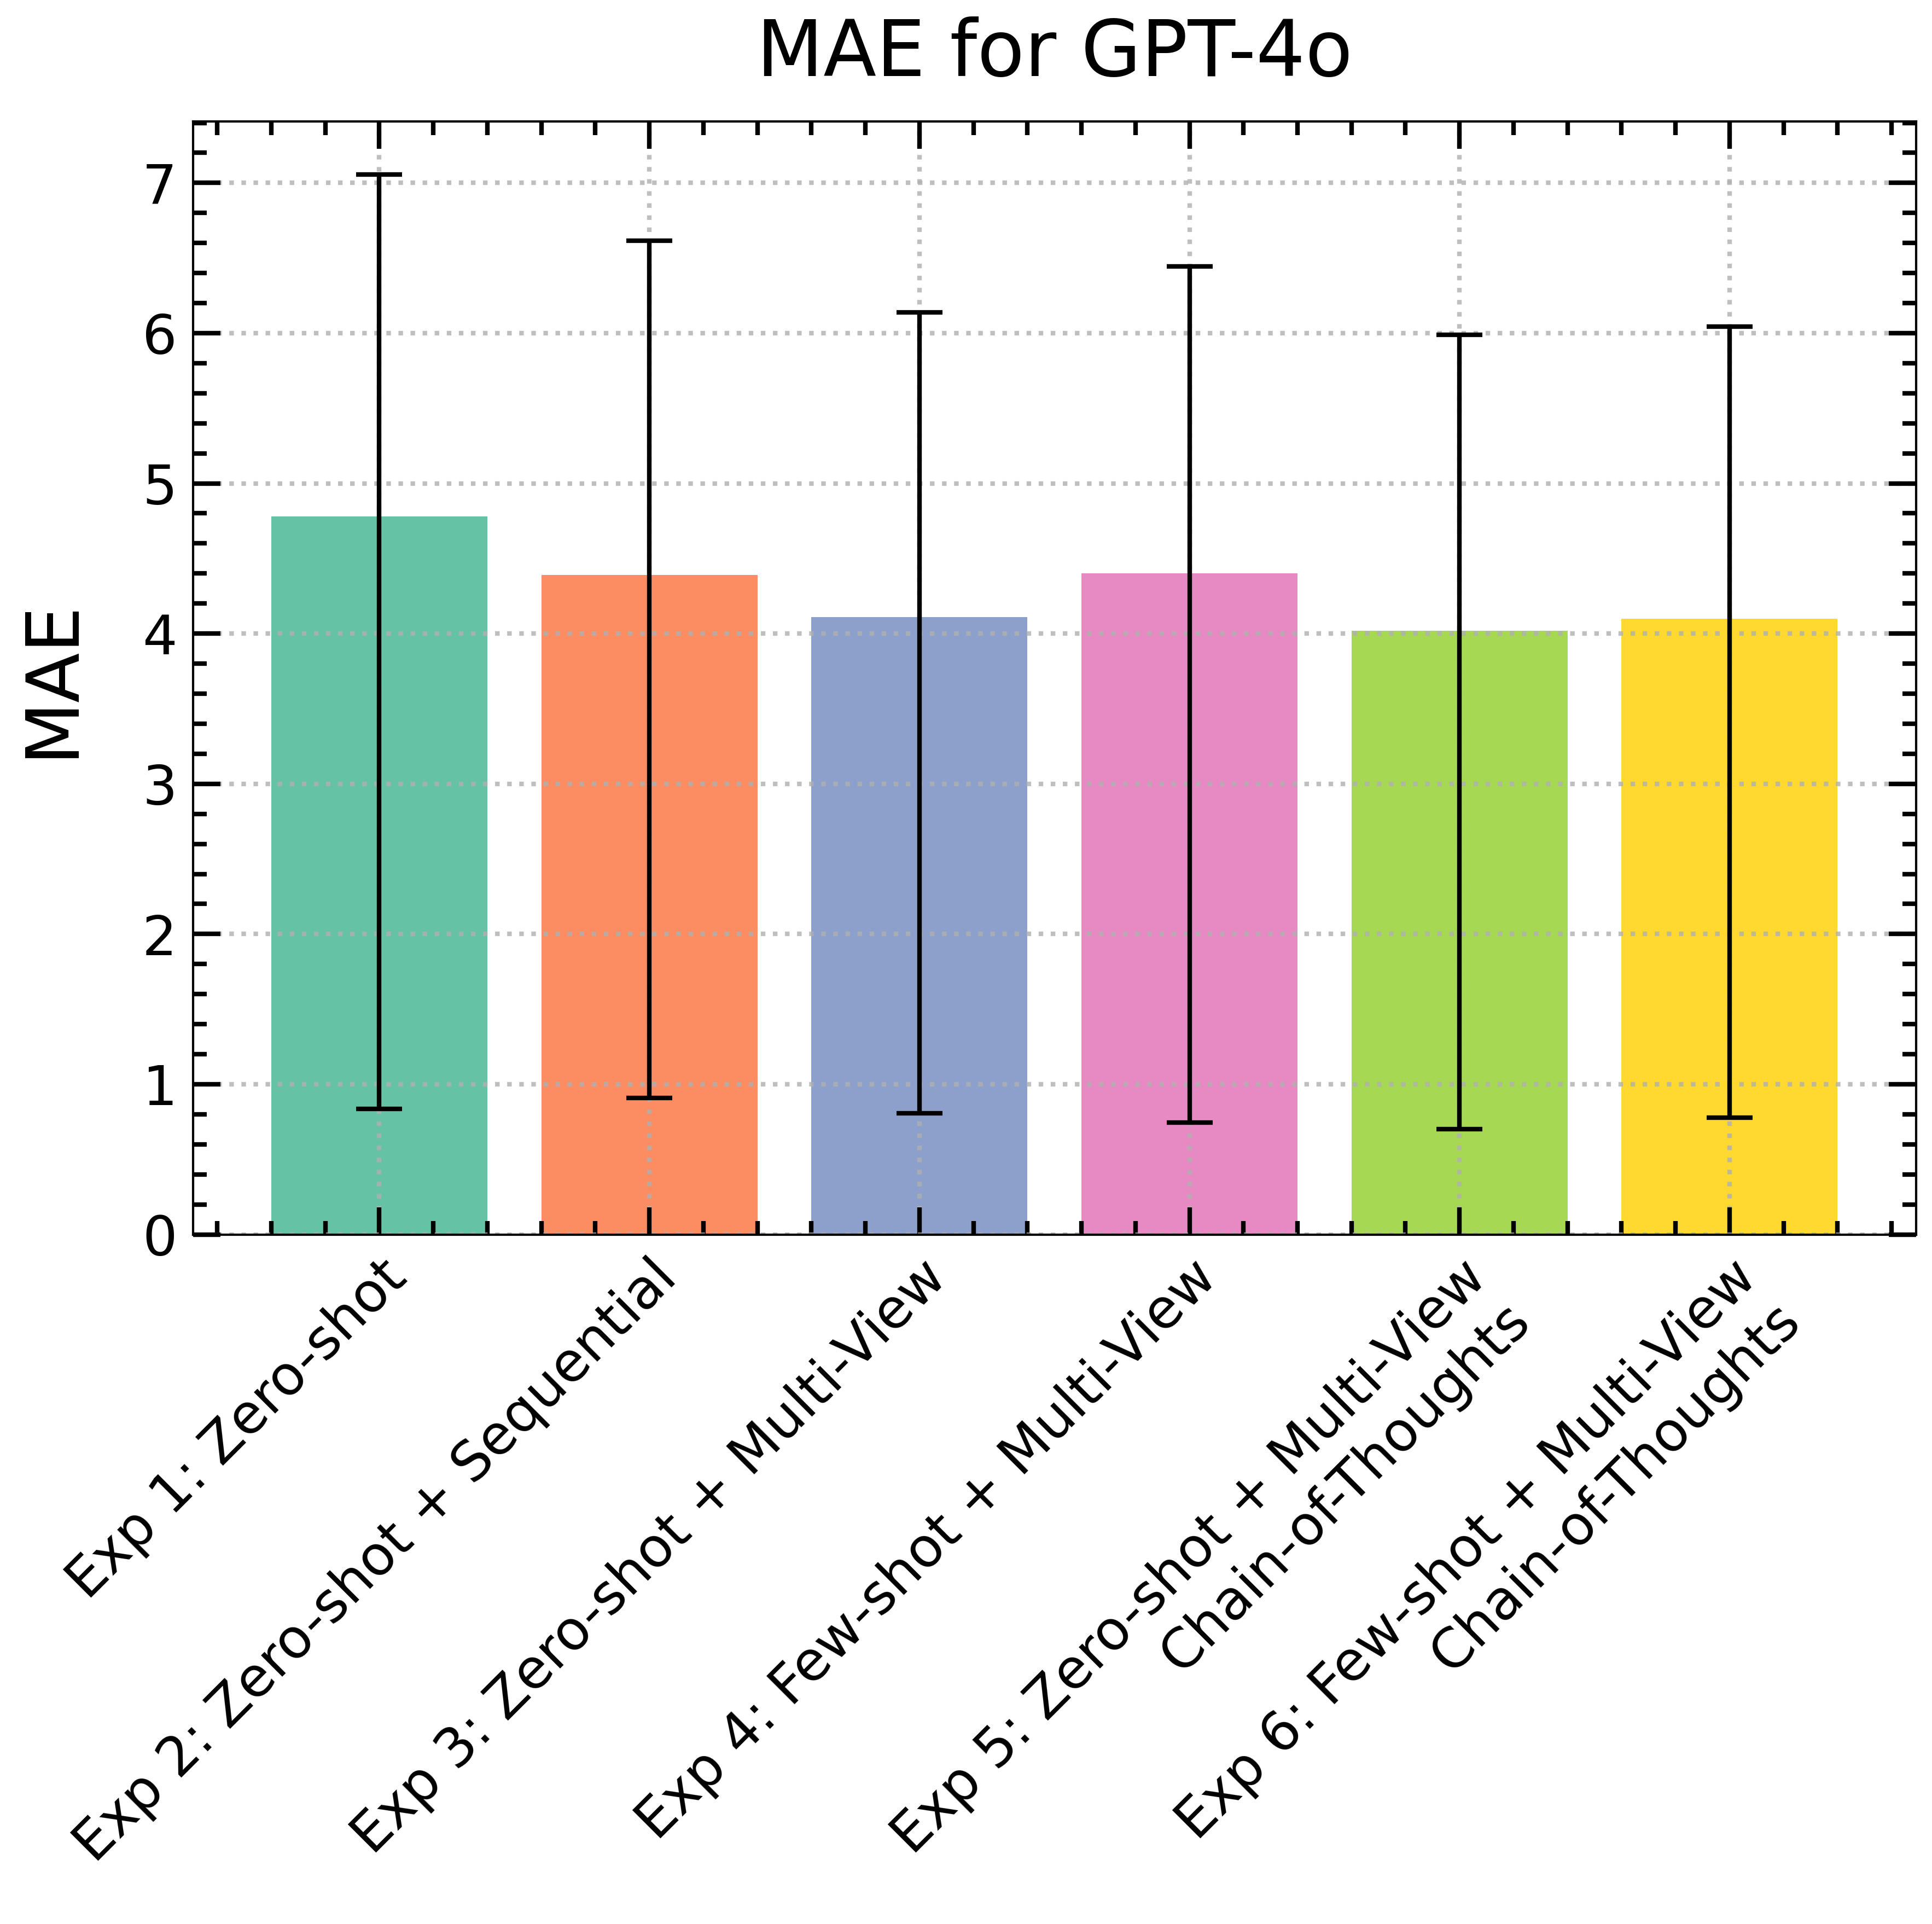 MAE for GPT-4o
MAE
7
6
5
4
3
2
1
0
Exp 1: Zero-shot
Exp 2: Zero-shot + Sequential
Exp 3: Zero-shot + Multi-View
Exp 4: Few-shot + Multi-View
Exp 5: Zero-shot + Multi-View
Chain-of-Thoughts
Exp 6: Few-shot + Multi-View
Chain-of-Thoughts